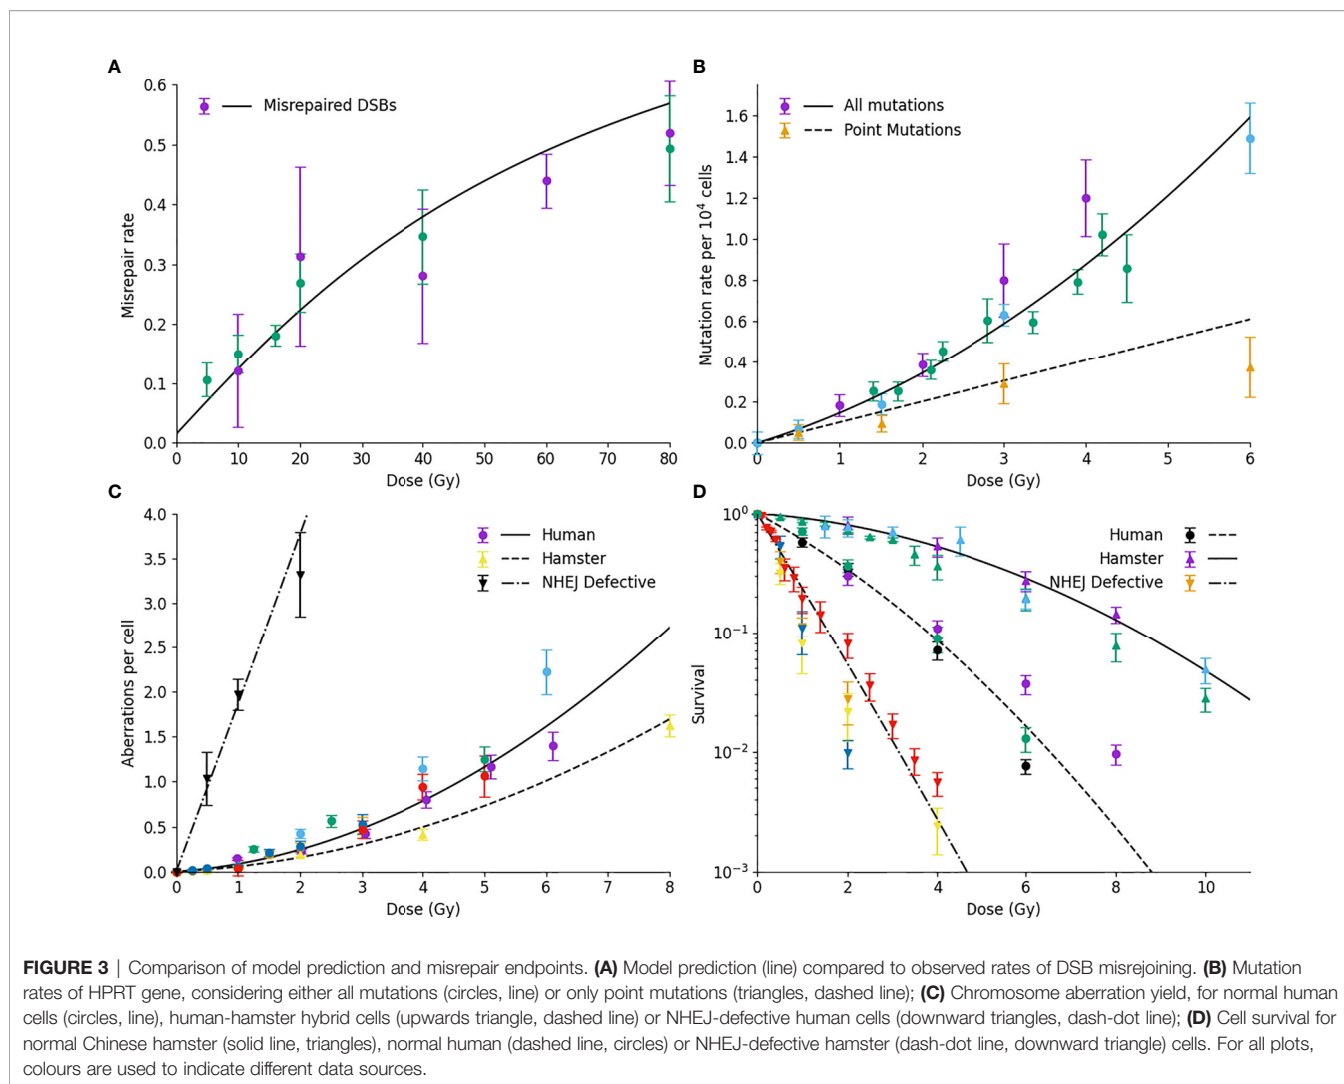 A
B
0.6
0.5
0.4
0.3
0.2
0.1
0.0
Misrepair rate
Misrepaired DSBs
0 10 20 30 40 50 60 70 80
Dose (Gy)
1.6
1.4
1.2
1.0
0.8
0.6
0.4
0.2
0.0
Mutation rate per 10⁴ cells
All mutations
Point Mutations
0 1 2 3 4 5 6
Dose (Gy)
C
D
4.0
3.5
3.0
2.5
2.0
1.5
1.0
0.5
0.0
Aberrations per cell
Human
Hamster
NHEJ Defective
0 1 2 3 4 5 6 7 8
Dose (Gy)
10⁰
10⁻¹
10⁻²
10⁻³
Survival
Human
Hamster
NHEJ Defective
0 2 4 6 8 10
Dose (Gy)
FIGURE 3 | Comparison of model prediction and misrepair endpoints. (A) Model prediction (line) compared to observed rates of DSB misrejoining. (B) Mutation
rates of HPRT gene, considering either all mutations (circles, line) or only point mutations (triangles, dashed line); (C) Chromosome aberration yield, for normal human
cells (circles, line), human-hamster hybrid cells (upwards triangle, dashed line) or NHEJ-defective human cells (downward triangles, dash-dot line); (D) Cell survival for
normal Chinese hamster (solid line, triangles), normal human (dashed line, circles) or NHEJ-defective hamster (dash-dot line, downward triangle) cells. For all plots,
colours are used to indicate different data sources.